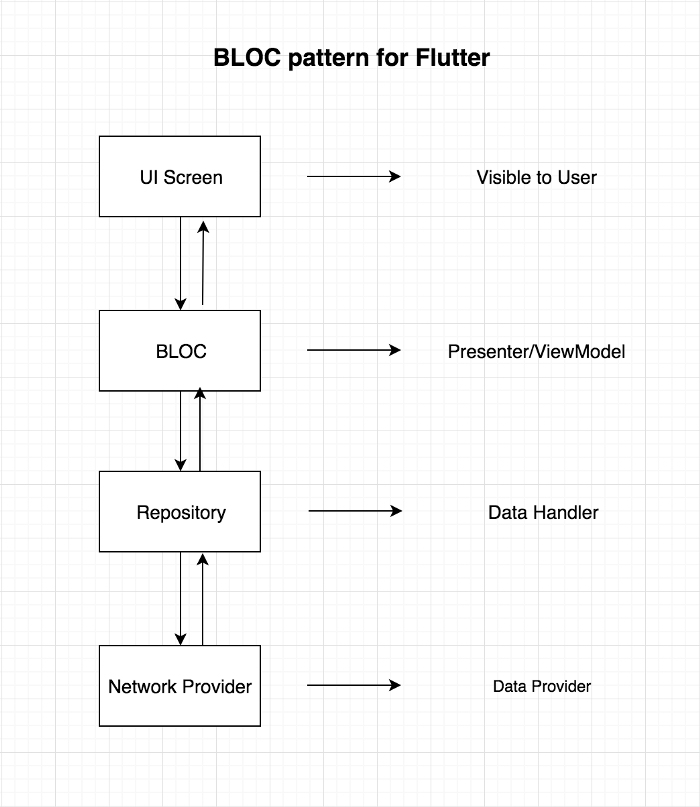 BLOC pattern for Flutter
UI Screen
Visible to User
BLOC
Presenter/ViewModel
Repository
Data Handler
Network Provider
Data Provider